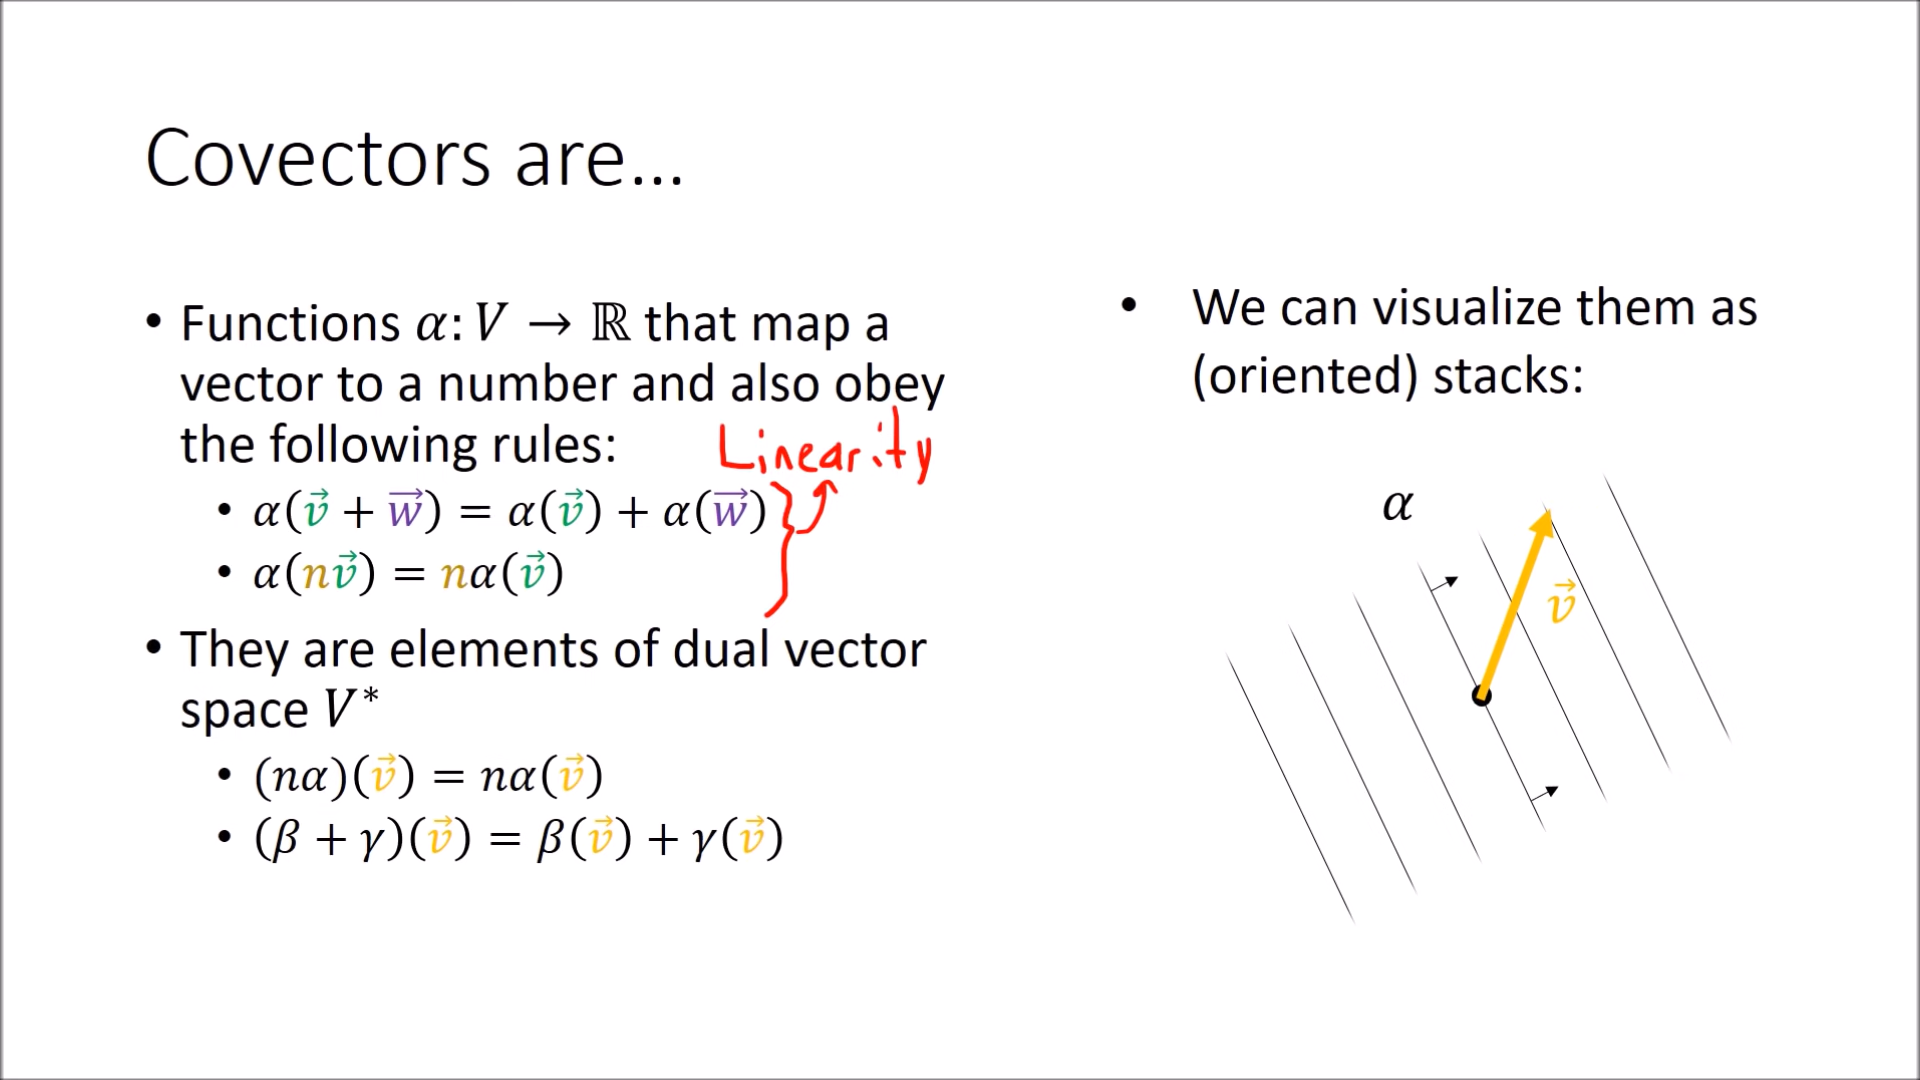 Covectors are...
• Functions α: V → ℝ that map a
vector to a number and also obey
the following rules:
Linearity
• α(v⃗ + w⃗) = α(v⃗) + α(w⃗)
• α(nv⃗) = nα(v⃗)
• They are elements of dual vector
space V*
• (nα)(v⃗) = nα(v⃗)
• (β + γ)(v⃗) = β(v⃗) + γ(v⃗)
• We can visualize them as
(oriented) stacks:
α
v⃗